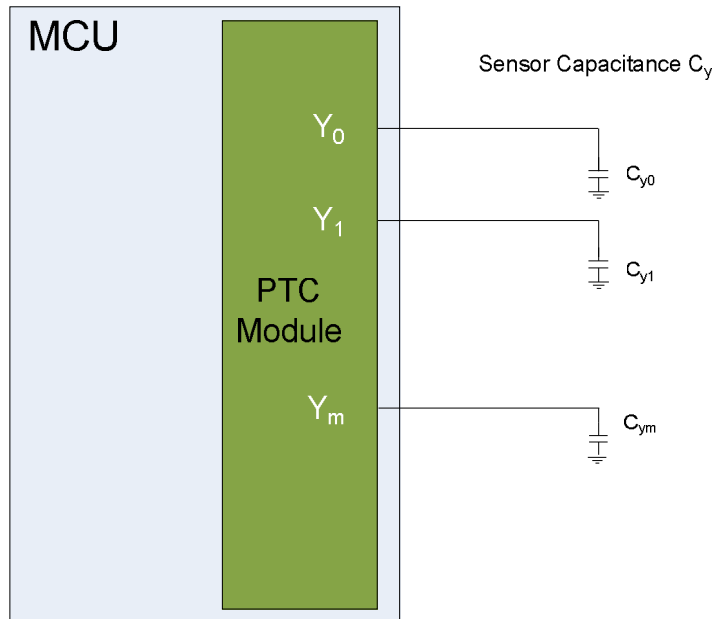 MCU
Sensor Capacitance Cy
Y0
Cy0
Y1
Cy1
PTC
Module
Ym
Cym